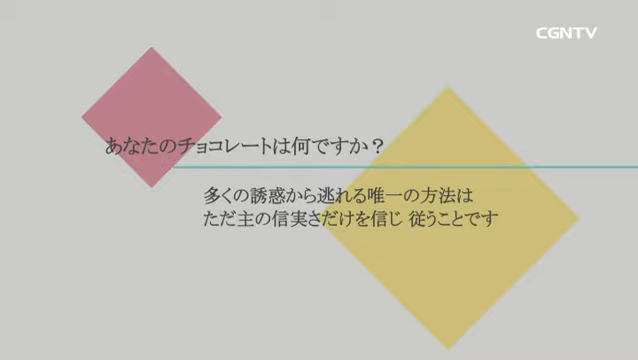 CGNTV
あなたのチョコレートは何ですか？
多くの誘惑から逃れる唯一の方法は
ただ主の信実さだけを信じ 従うことです